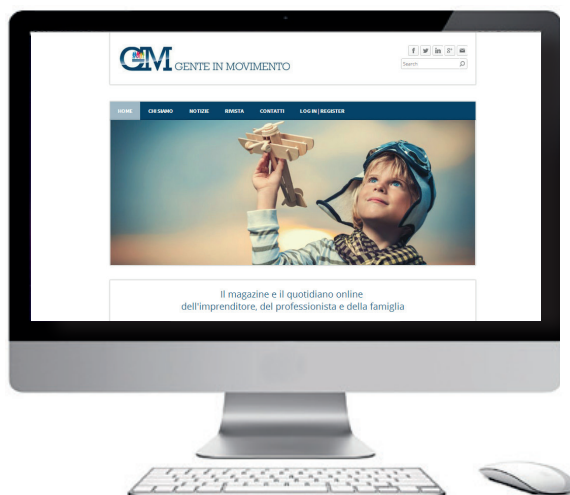 GM GENTE IN MOVIMENTO
Search
HOME CHI SIAMO NOTIZIE RIVISTA CONTATTI LOG IN | REGISTER
Il magazine e il quotidiano online
dell'imprenditore, del professionista e della famiglia